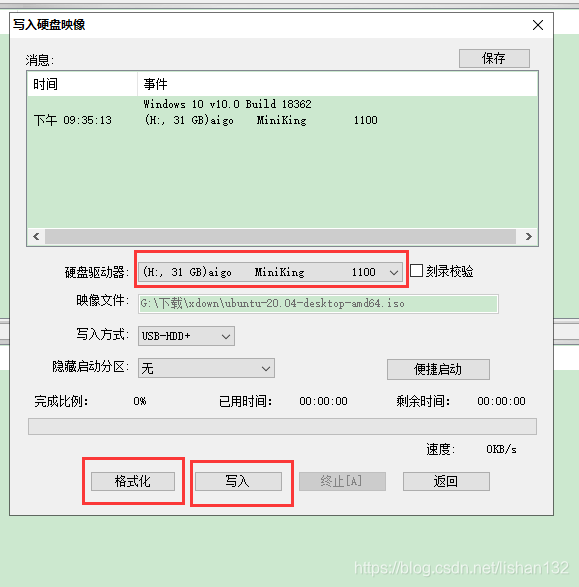 写入硬盘映像
消息: 保存
时间 事件
Windows 10 v10.0 Build 18362
下午 09:35:13 (H:, 31 GB)aigo MiniKing 1100
硬盘驱动器: (H:, 31 GB)aigo MiniKing 1100 刻录校验
映像文件: G:\下载\xdown\ubuntu-20.04-desktop-amd64.iso
写入方式: USB-HDD+
隐藏启动分区: 无 便捷启动
完成比例: 0% 已用时间: 00:00:00 剩余时间: 00:00:00
速度: 0KB/s
格式化 写入 终止[A] 返回
https://blog.csdn.net/lishan132